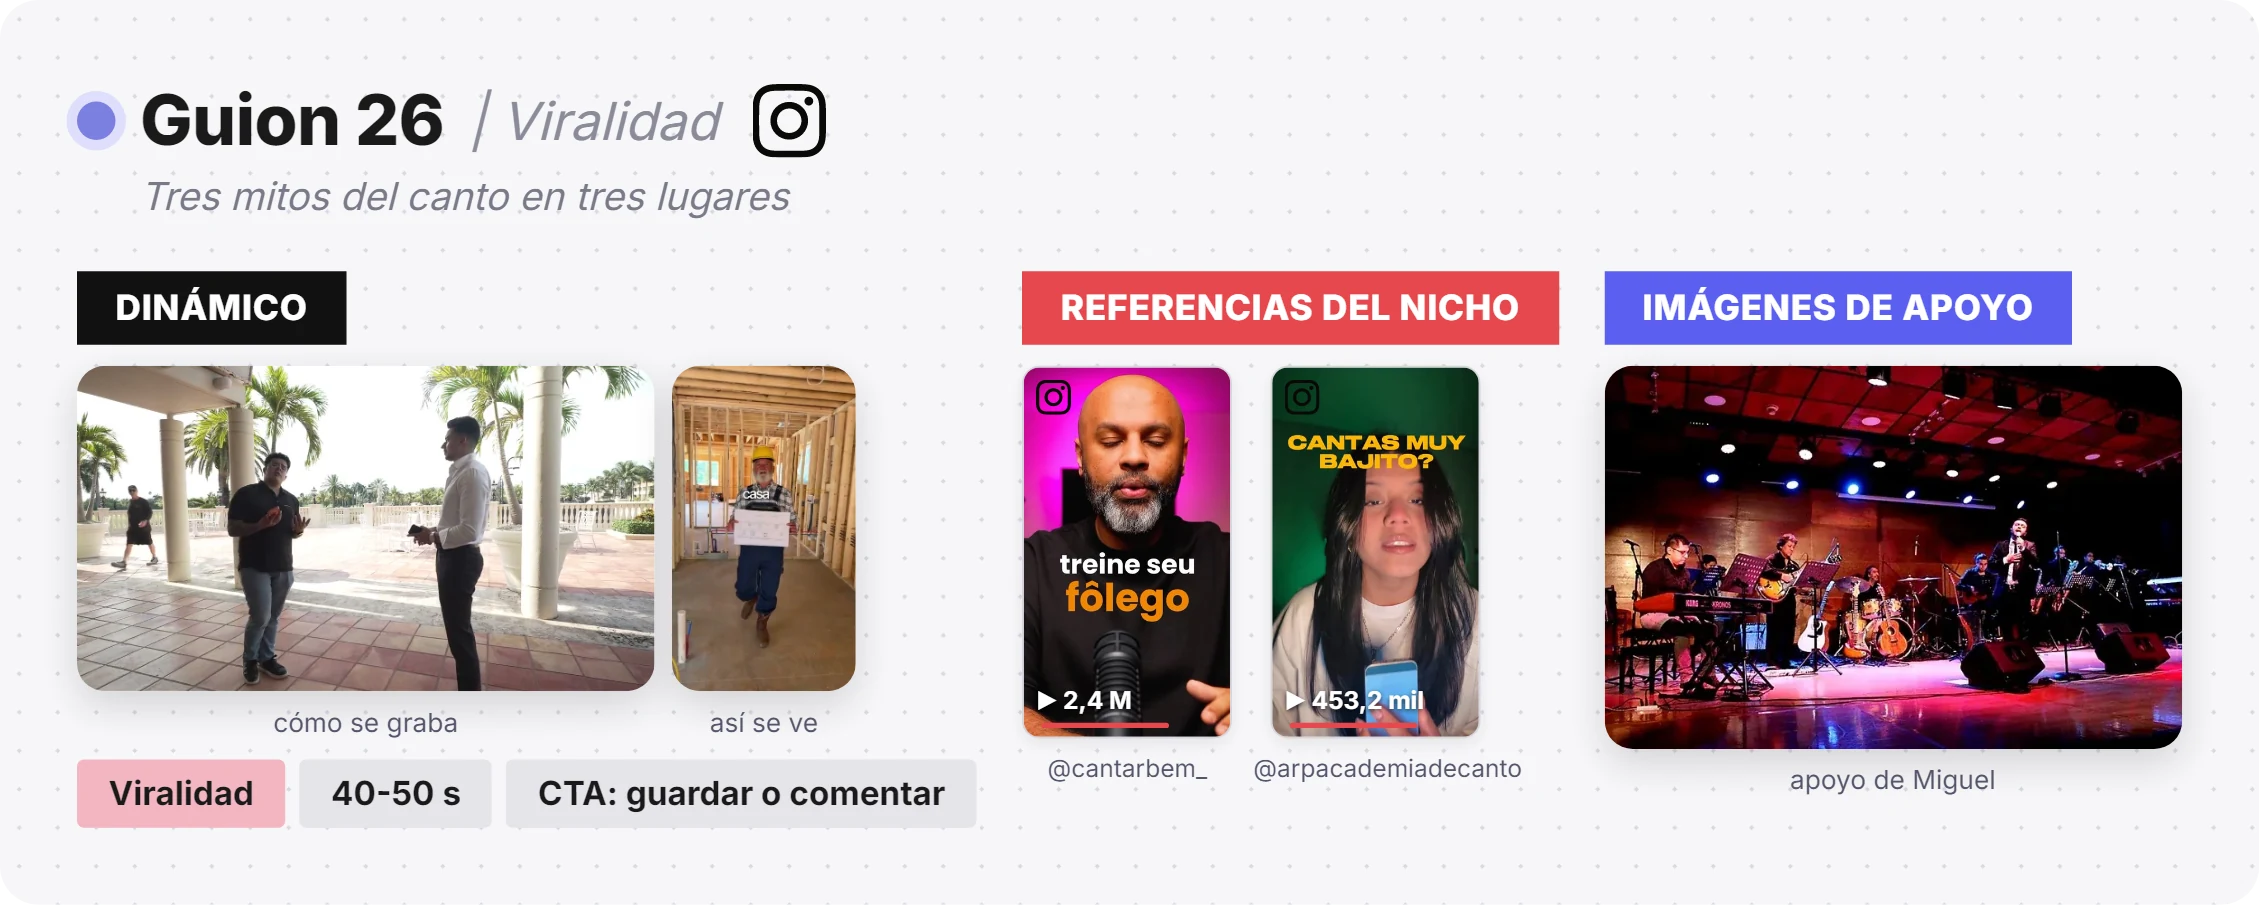 Guion 26 | Viralidad
Tres mitos del canto en tres lugares
DINÁMICO
casa
cómo se graba
así se ve
Viralidad
40-50 s
CTA: guardar o comentar
REFERENCIAS DEL NICHO
treine seu
fôlego
2,4 M
@cantarbem_
CANTAS MUY
BAJITO?
453,2 mil
@arpacademiadecanto
IMÁGENES DE APOYO
KORG KRONOS
apoyo de Miguel